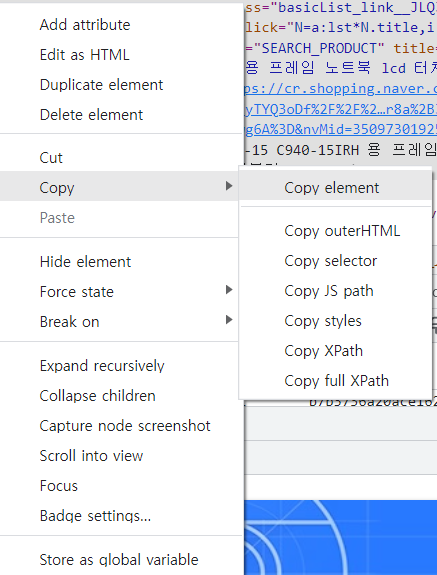 Add attribute
Edit as HTML
Duplicate element
Delete element
Cut
Copy
Paste
Hide element
Force state
Break on
Expand recursively
Collapse children
Capture node screenshot
Scroll into view
Focus
Badge settings...
Store as global variable
Copy element
Copy outerHTML
Copy selector
Copy JS path
Copy styles
Copy XPath
Copy full XPath
ss="basicList_link__JLQJ
lick="N=a:lst*N.title,i
="SEARCH_PRODUCT" title=
용 프레임 노트북 lcd 터치
ps://cr.shopping.naver.c
yTYQ3oDf%2F%2F%2…r8a%2B
g6A%3D&nvMid=3509730192
-15 C940-15IRH 용 프레임